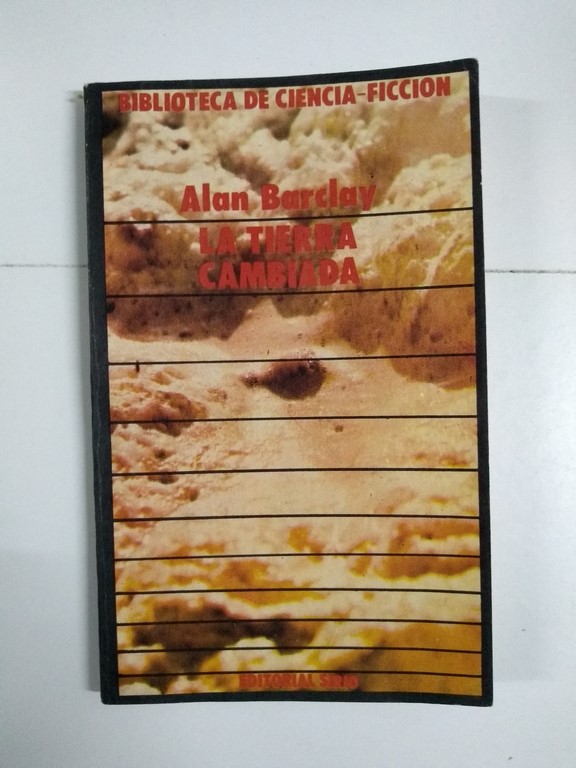 BIBLIOTECA DE CIENCIA-FICCION
Alan Barclay
LA TIERRA
CAMBIADA
EDITORIAL SIRIO